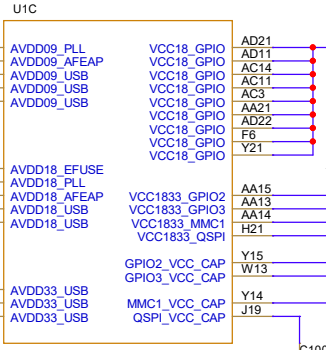 U1C
AVDD09_PLL VCC18_GPIO AD21
AVDD09_AFEAP VCC18_GPIO AD11
AVDD09_USB VCC18_GPIO AC14
AVDD09_USB VCC18_GPIO AC11
AVDD09_USB VCC18_GPIO AC3
VCC18_GPIO AA21
VCC18_GPIO AD22
VCC18_GPIO F6
VCC18_GPIO Y21
AVDD18_EFUSE
AVDD18_PLL
AVDD18_AFEAP VCC1833_GPIO2 AA15
AVDD18_USB VCC1833_GPIO3 AA13
AVDD18_USB VCC1833_MMC1 AA14
VCC1833_QSPI H21
GPIO2_VCC_CAP Y15
GPIO3_VCC_CAP W13
AVDD33_USB
AVDD33_USB MMC1_VCC_CAP Y14
AVDD33_USB QSPI_VCC_CAP J19